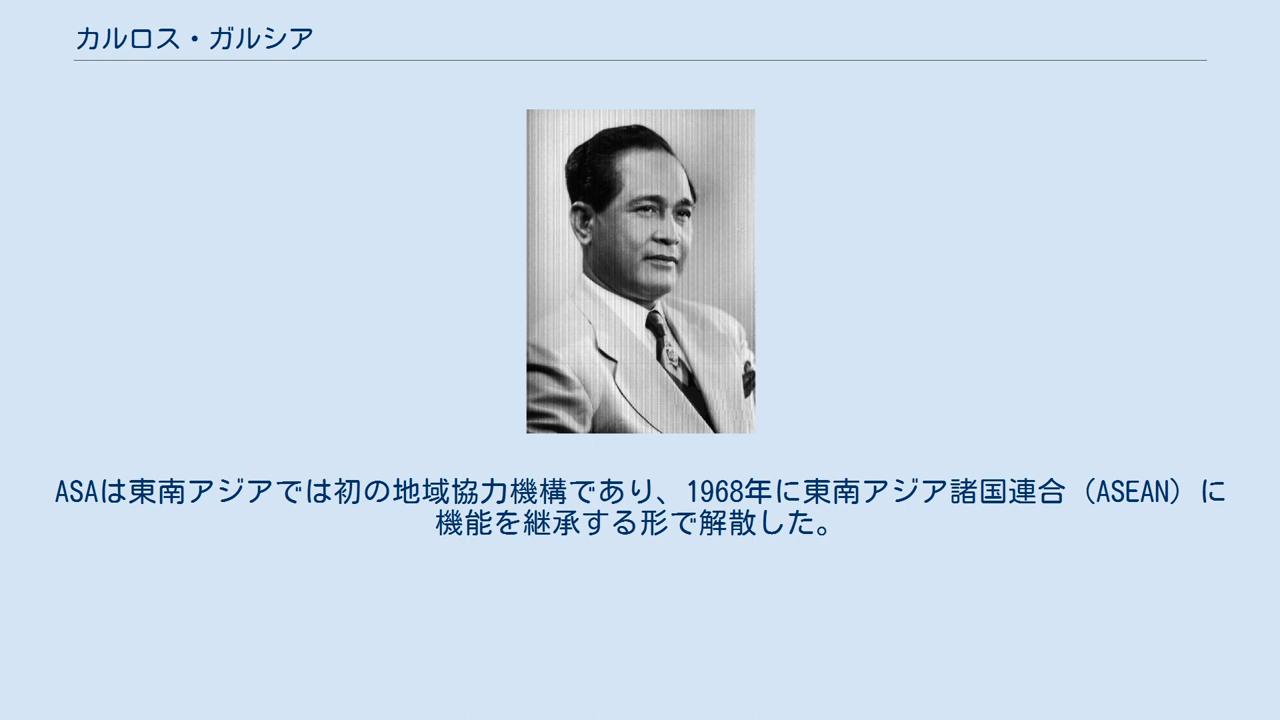 カルロス・ガルシア
ASAは東南アジアでは初の地域協力機構であり、1968年に東南アジア諸国連合（ASEAN）に
機能を継承する形で解散した。